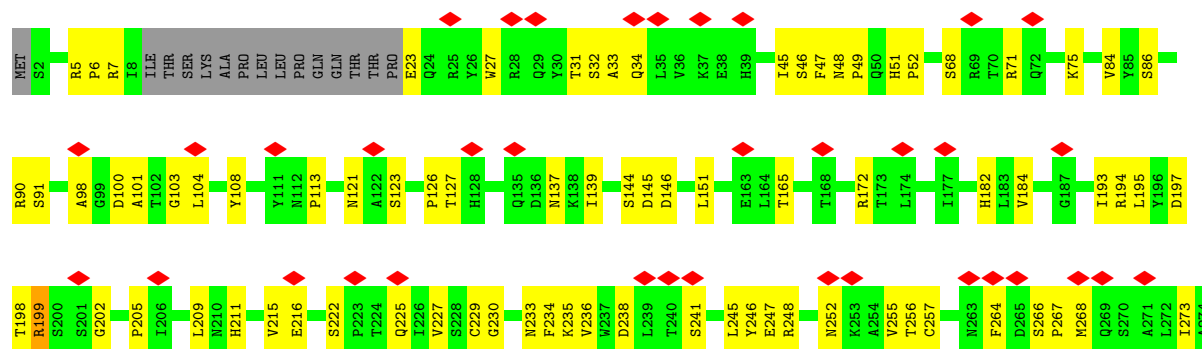 MET S2 R5 P6 R7 I8 ILE THR SER LYS ALA PRO LEU LEU PRO GLN GLN THR THR PRO E23 Q24 R25 Y26 W27 R28 Q29 Y30 T31 S32 A33 Q34 L35 V36 K37 E38 H39 I45 S46 F47 N48 P49 Q50 H51 P52 S68 R69 T70 R71 Q72 K75 V84 Y85 S86
R90 S91 A98 G99 D100 A101 T102 G103 L104 Y108 Y111 N112 P113 N121 A122 S123 P126 T127 H128 Q135 D136 N137 K138 I139 S144 D145 D146 L151 E163 L164 T165 T168 R172 T173 L174 I177 H182 L183 V184 G187 I193 R194 L195 Y196 D197
T198 R199 S200 S201 G202 P205 I206 L209 N210 H211 V215 E216 S222 P223 T224 Q225 I226 V227 S228 C229 G230 N233 F234 K235 V236 W237 D238 L239 T240 S241 L245 Y246 E247 R248 N252 K253 A254 V255 T256 C257 N263 F264 D265 S266 P267 M268 Q269 S270 A271 L272 I273